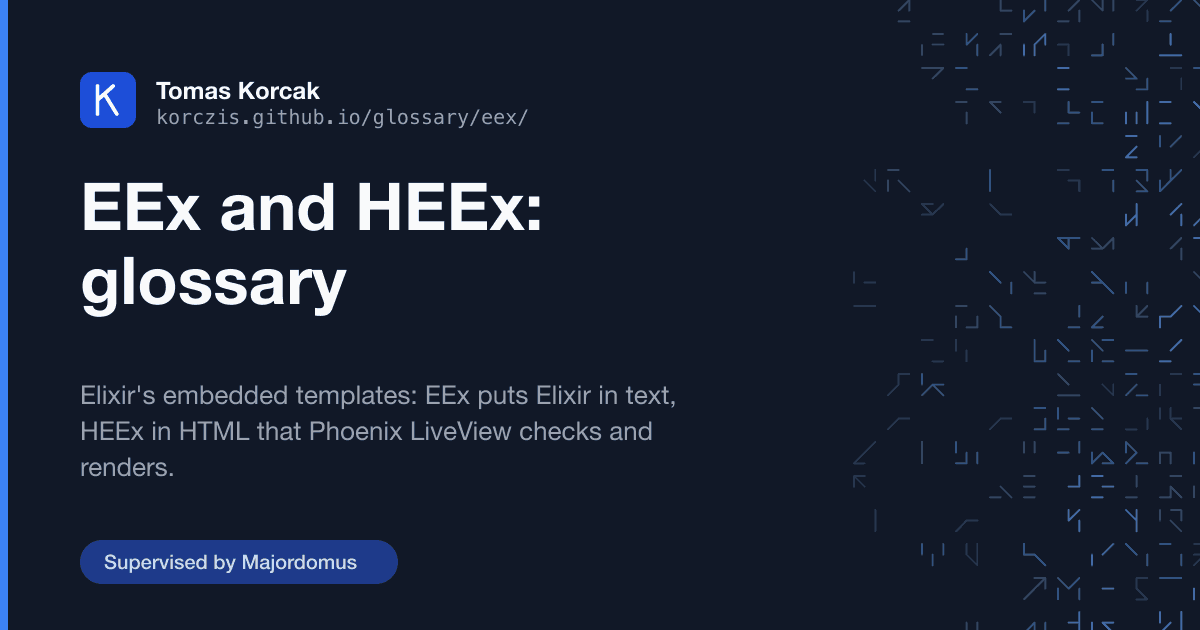 Tomas Korcak
korczis.github.io/glossary/eex/
EEx and HEEx:
glossary
Elixir's embedded templates: EEx puts Elixir in text,
HEEx in HTML that Phoenix LiveView checks and
renders.
Supervised by Majordomus